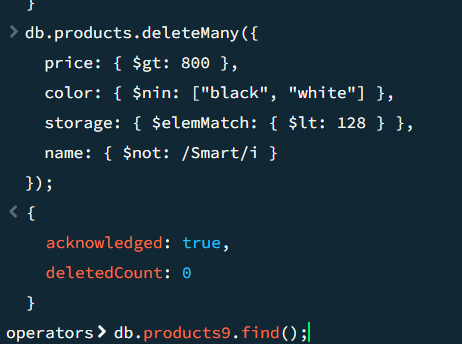 }
> db.products.deleteMany({
price: { $gt: 800 },
color: { $nin: ["black", "white"] },
storage: { $elemMatch: { $lt: 128 } },
name: { $not: /Smart/i }
});
< {
acknowledged: true,
deletedCount: 0
}
operators> db.products9.find();